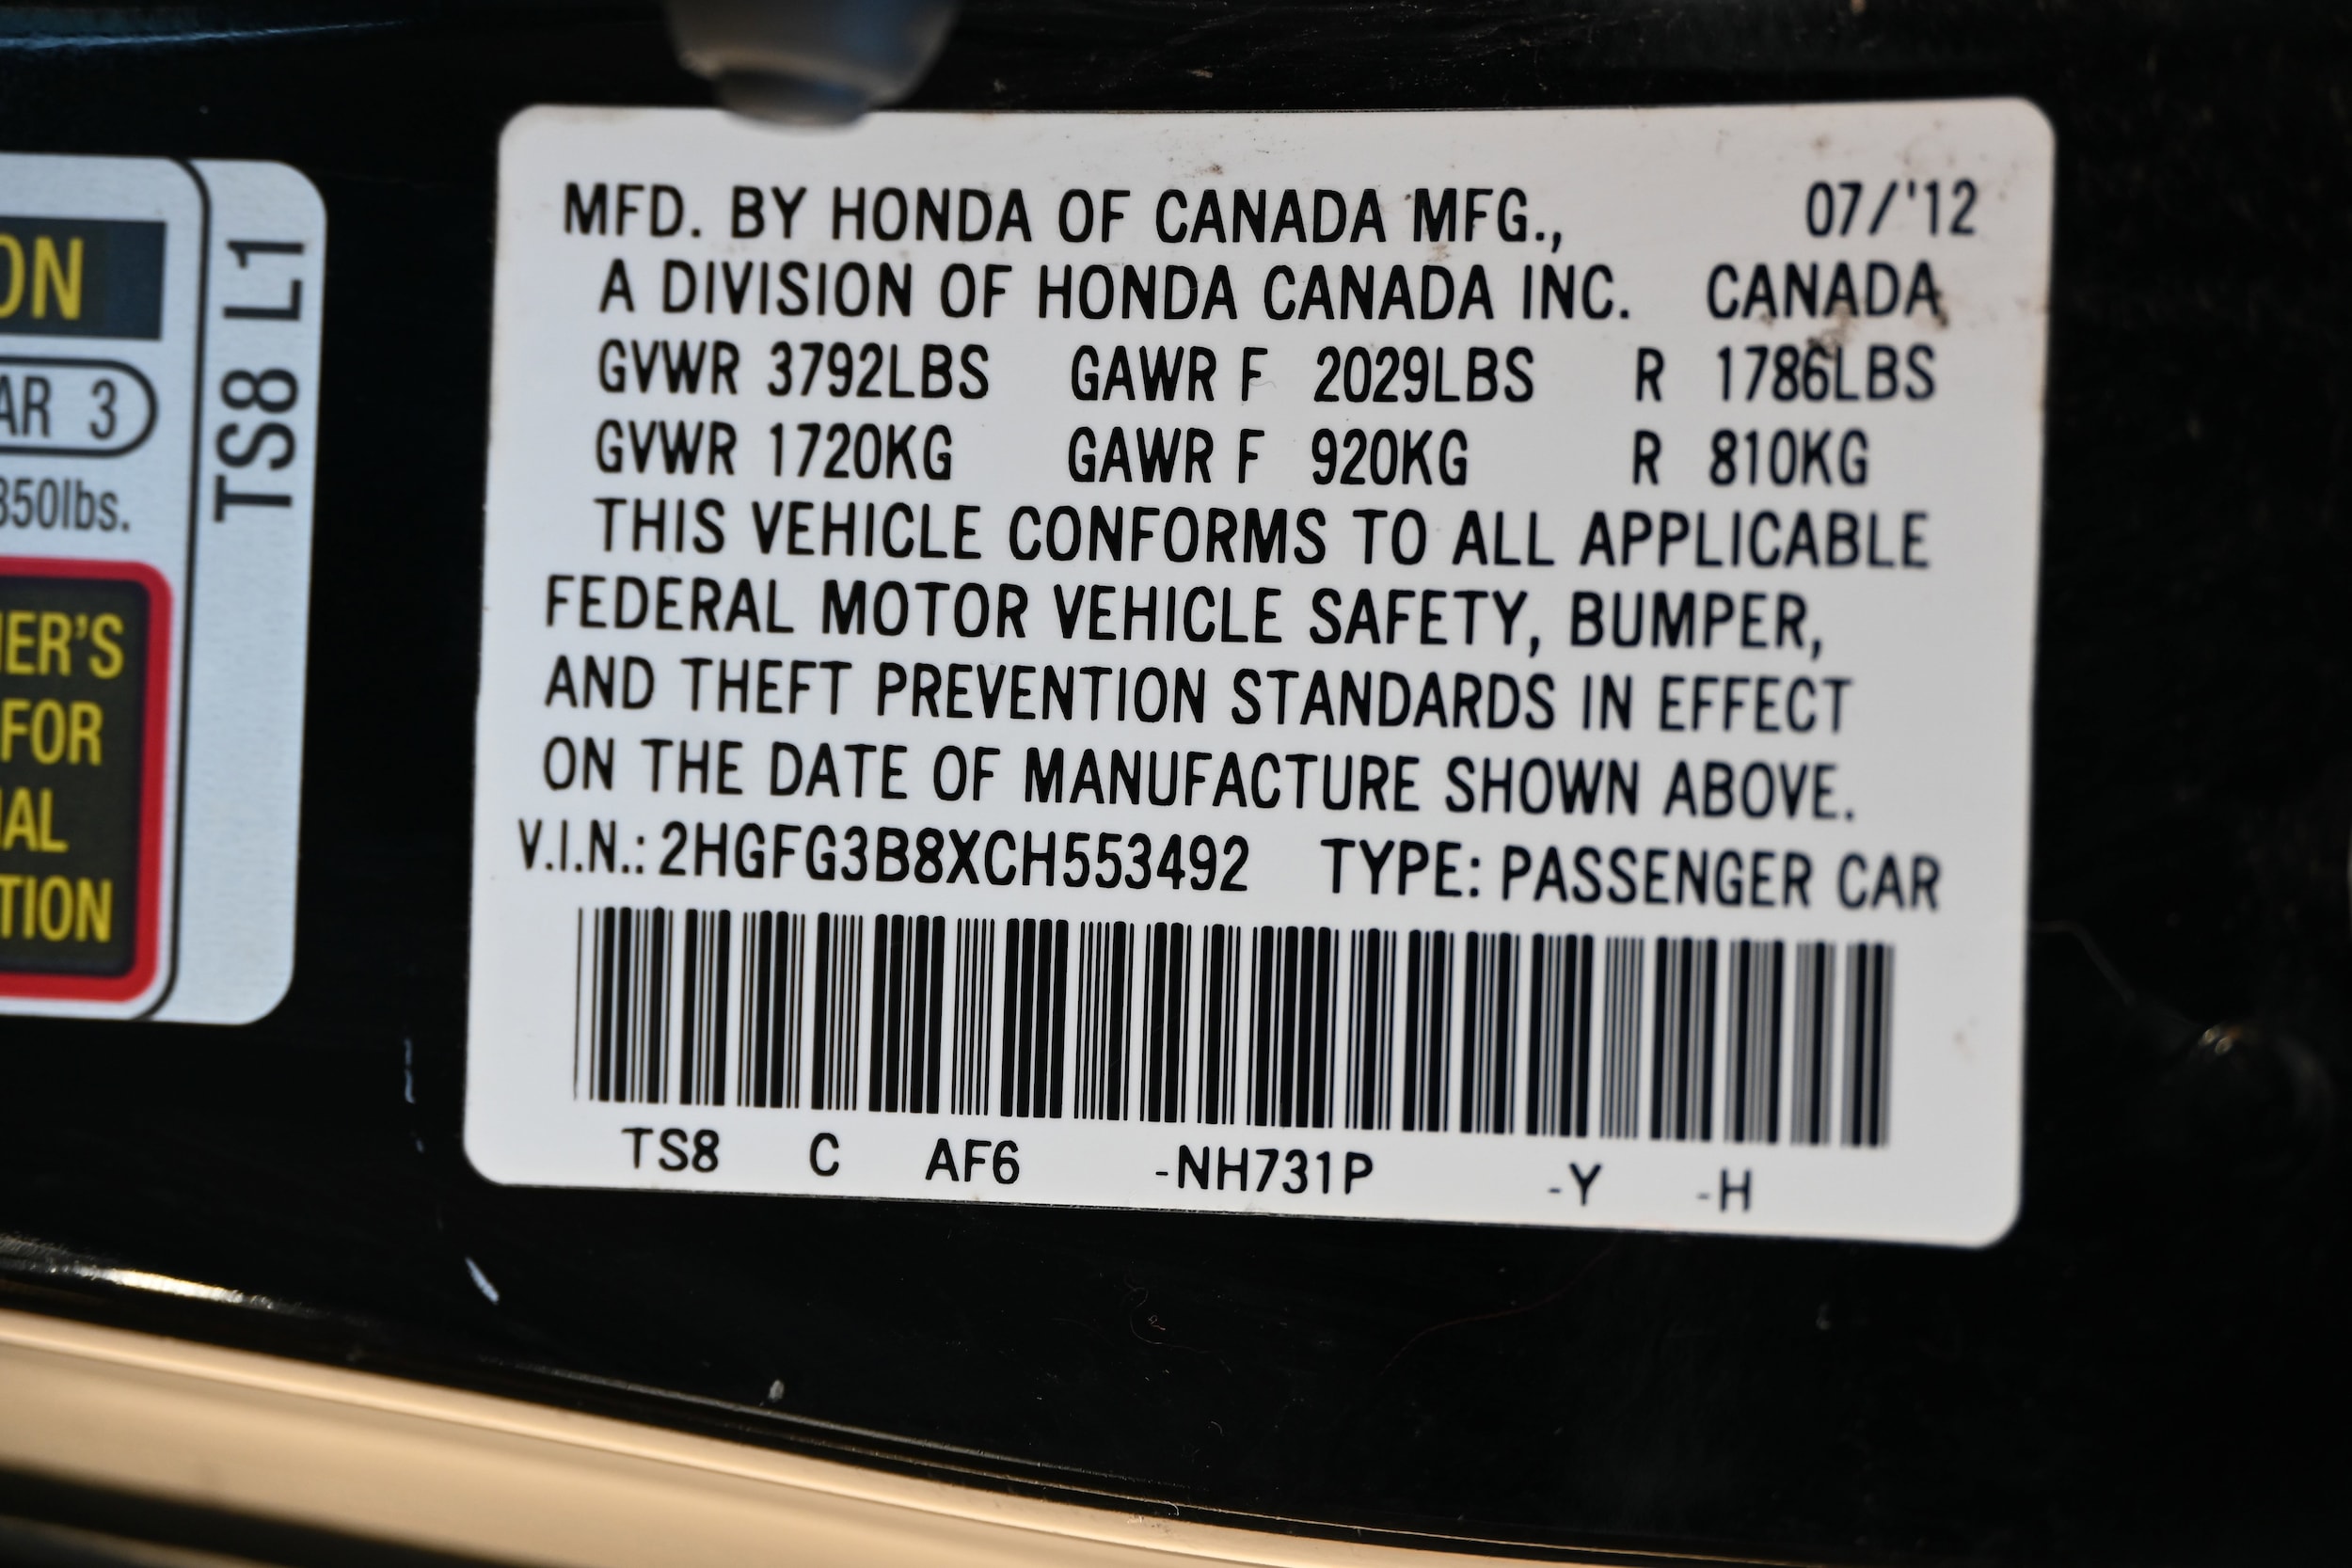 ON
AR 3
350lbs.
NER'S
FOR
IAL
TION
TS8 L1
MFD. BY HONDA OF CANADA MFG., 07/'12
A DIVISION OF HONDA CANADA INC. CANADA
GVWR 3792LBS GAWR F 2029LBS R 1786LBS
GVWR 1720KG GAWR F 920KG R 810KG
THIS VEHICLE CONFORMS TO ALL APPLICABLE
FEDERAL MOTOR VEHICLE SAFETY, BUMPER,
AND THEFT PREVENTION STANDARDS IN EFFECT
ON THE DATE OF MANUFACTURE SHOWN ABOVE.
V.I.N.: 2HGFG3B8XCH553492 TYPE: PASSENGER CAR
TS8 C AF6 -NH731P -Y -H